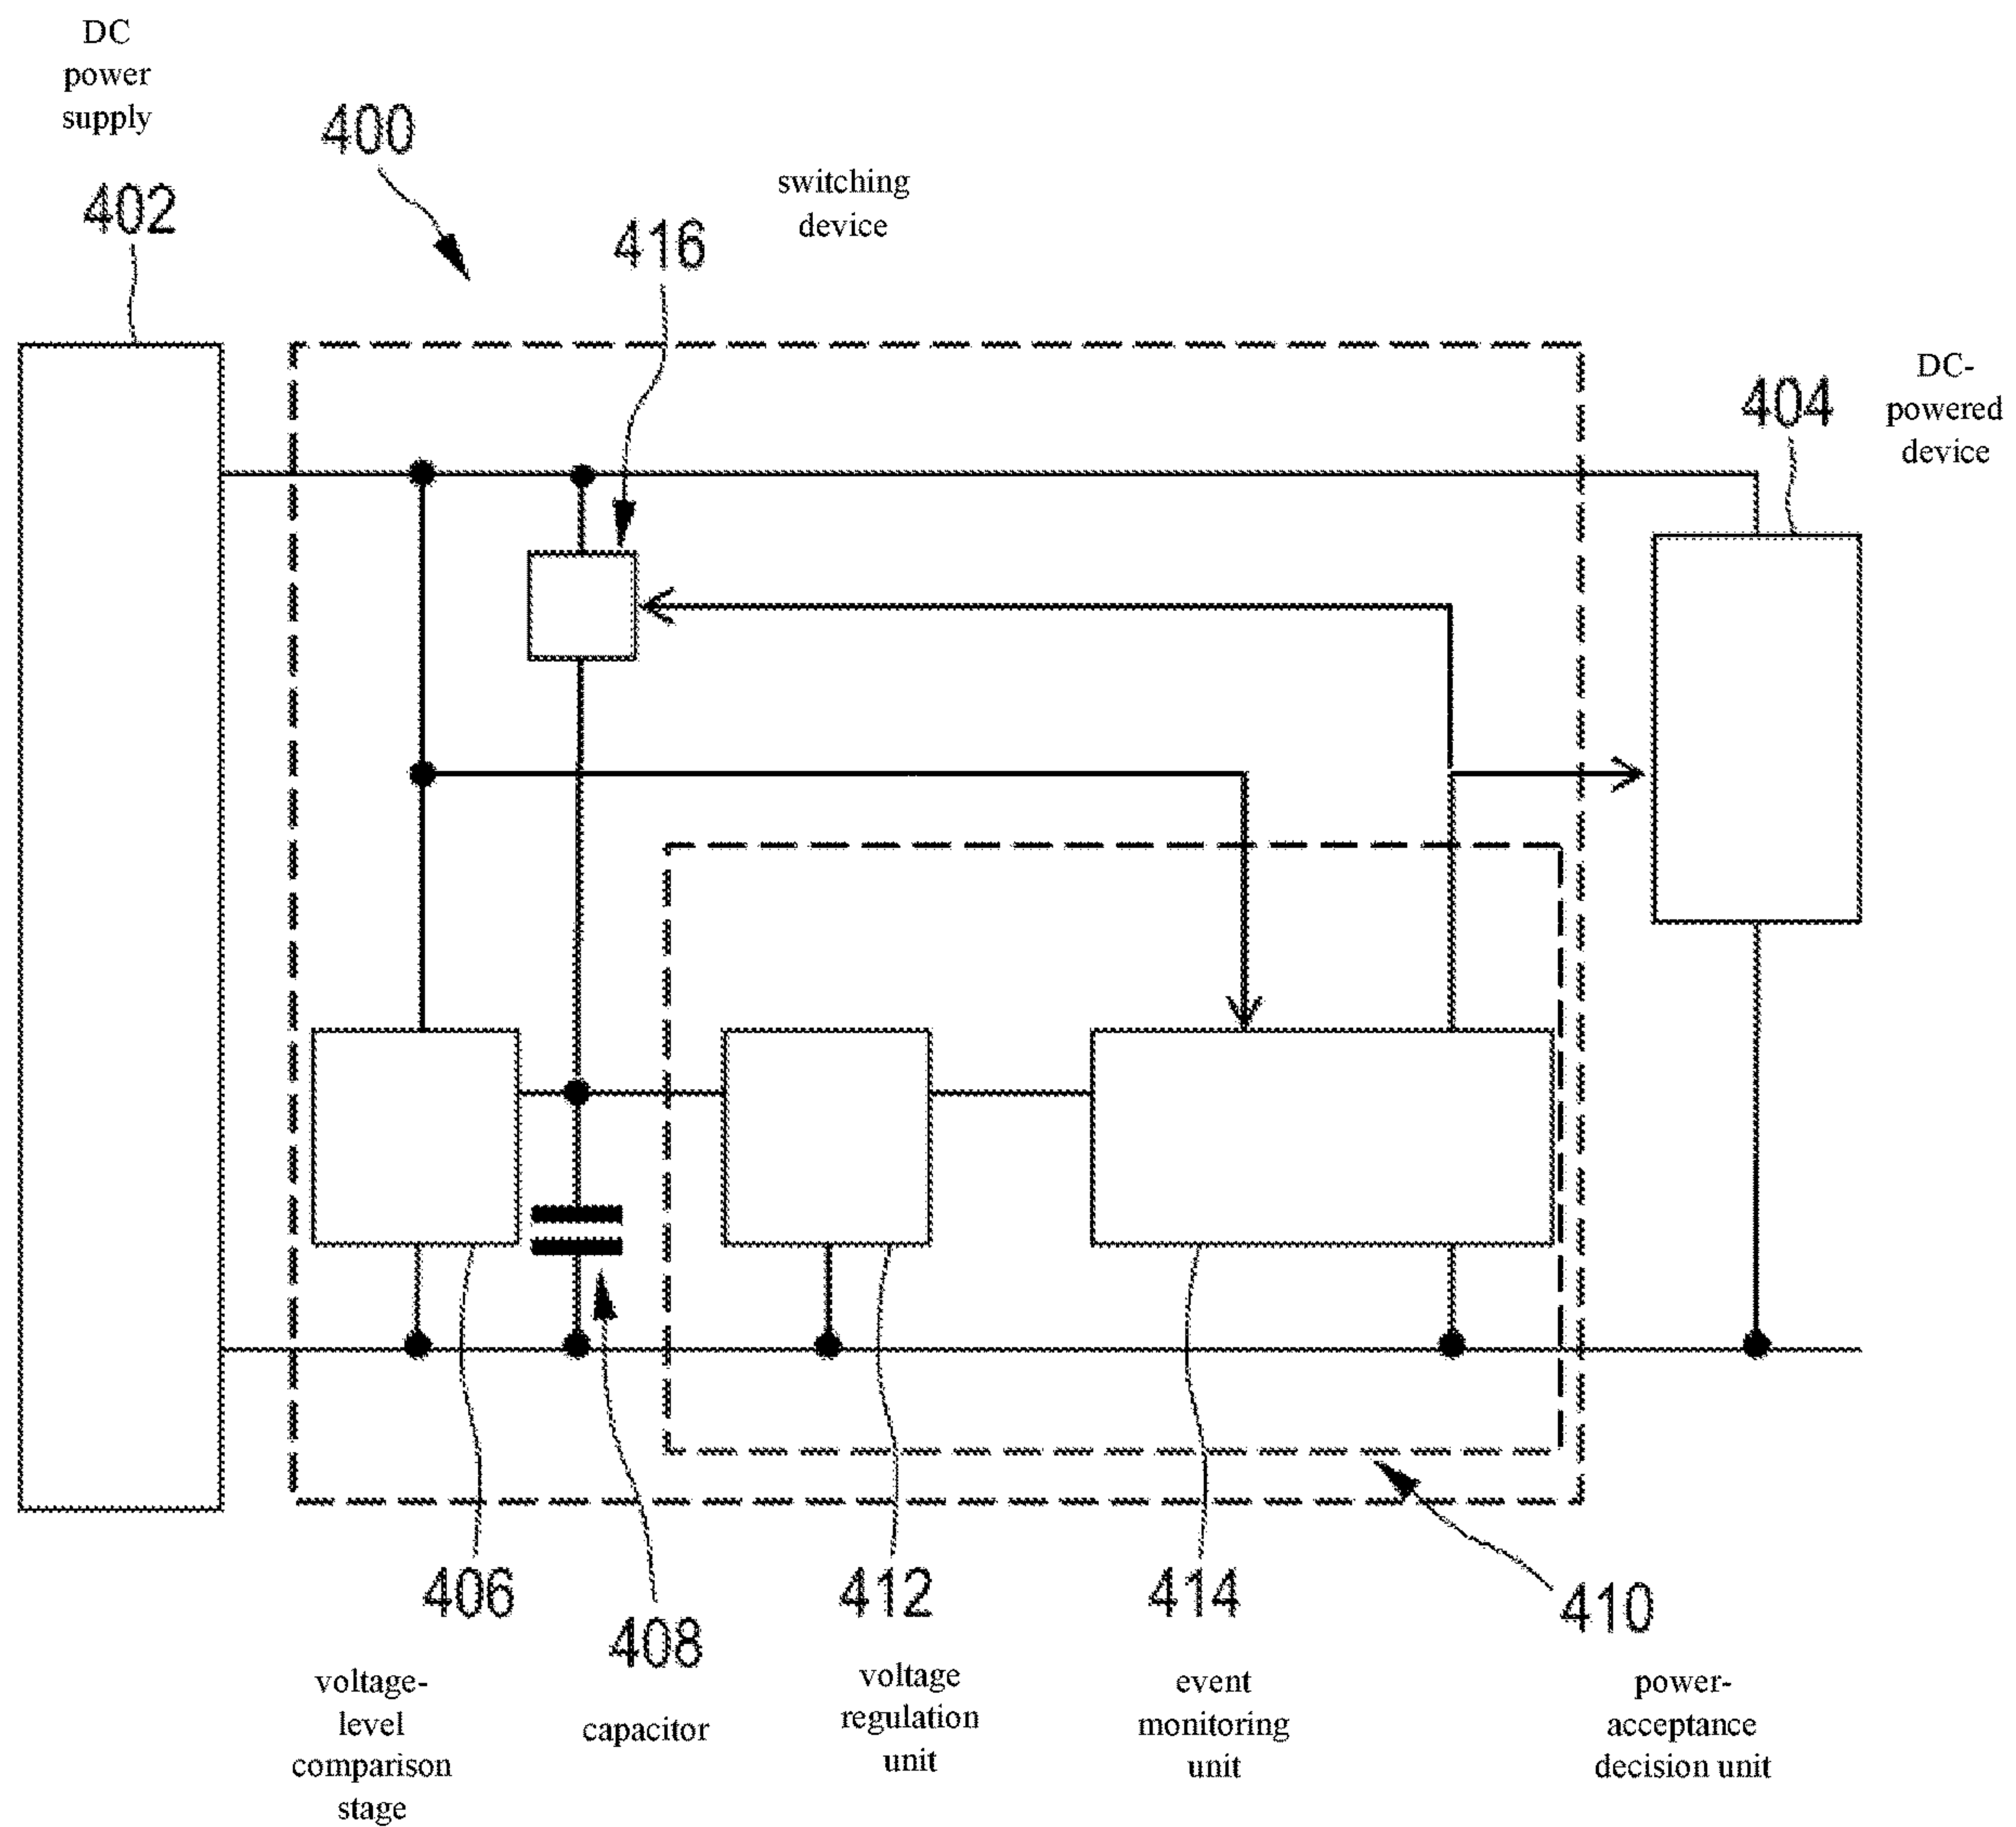 DC
power
supply
402
400
switching
device
416
DC-
powered
device
404
406
voltage-
level
comparison
stage
408
capacitor
412
voltage
regulation
unit
414
event
monitoring
unit
410
power-
acceptance
decision unit